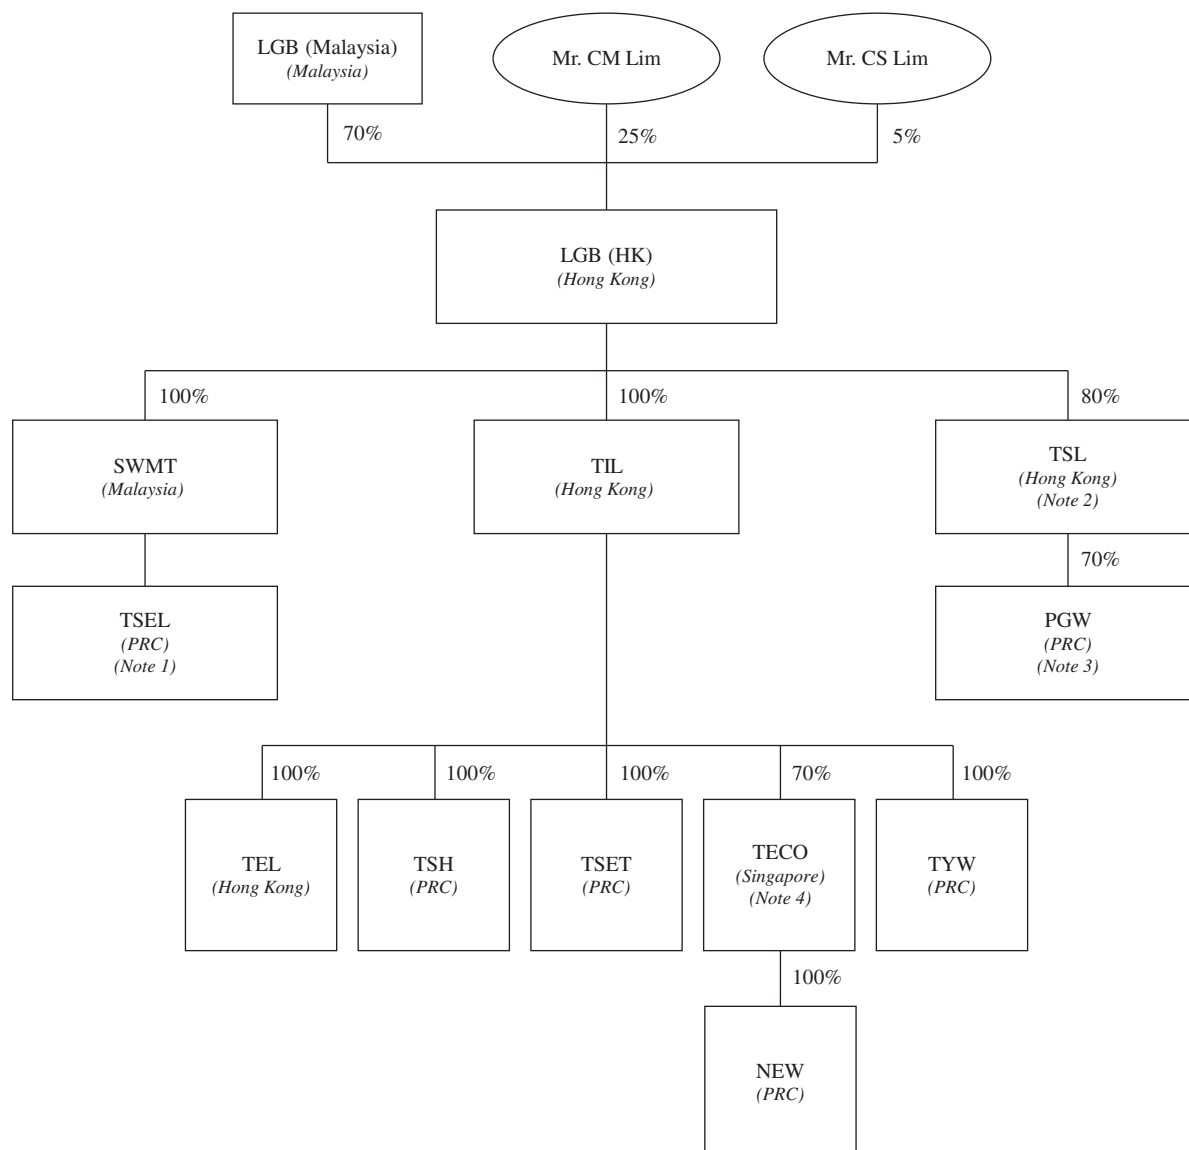 LGB (Malaysia)
(Malaysia)
Mr. CM Lim
Mr. CS Lim
70%
25%
5%
LGB (HK)
(Hong Kong)
100%
100%
80%
SWMT
(Malaysia)
TIL
(Hong Kong)
TSL
(Hong Kong)
(Note 2)
70%
TSEL
(PRC)
(Note 1)
PGW
(PRC)
(Note 3)
100%
100%
100%
70%
100%
TEL
(Hong Kong)
TSH
(PRC)
TSET
(PRC)
TECO
(Singapore)
(Note 4)
TYW
(PRC)
100%
NEW
(PRC)